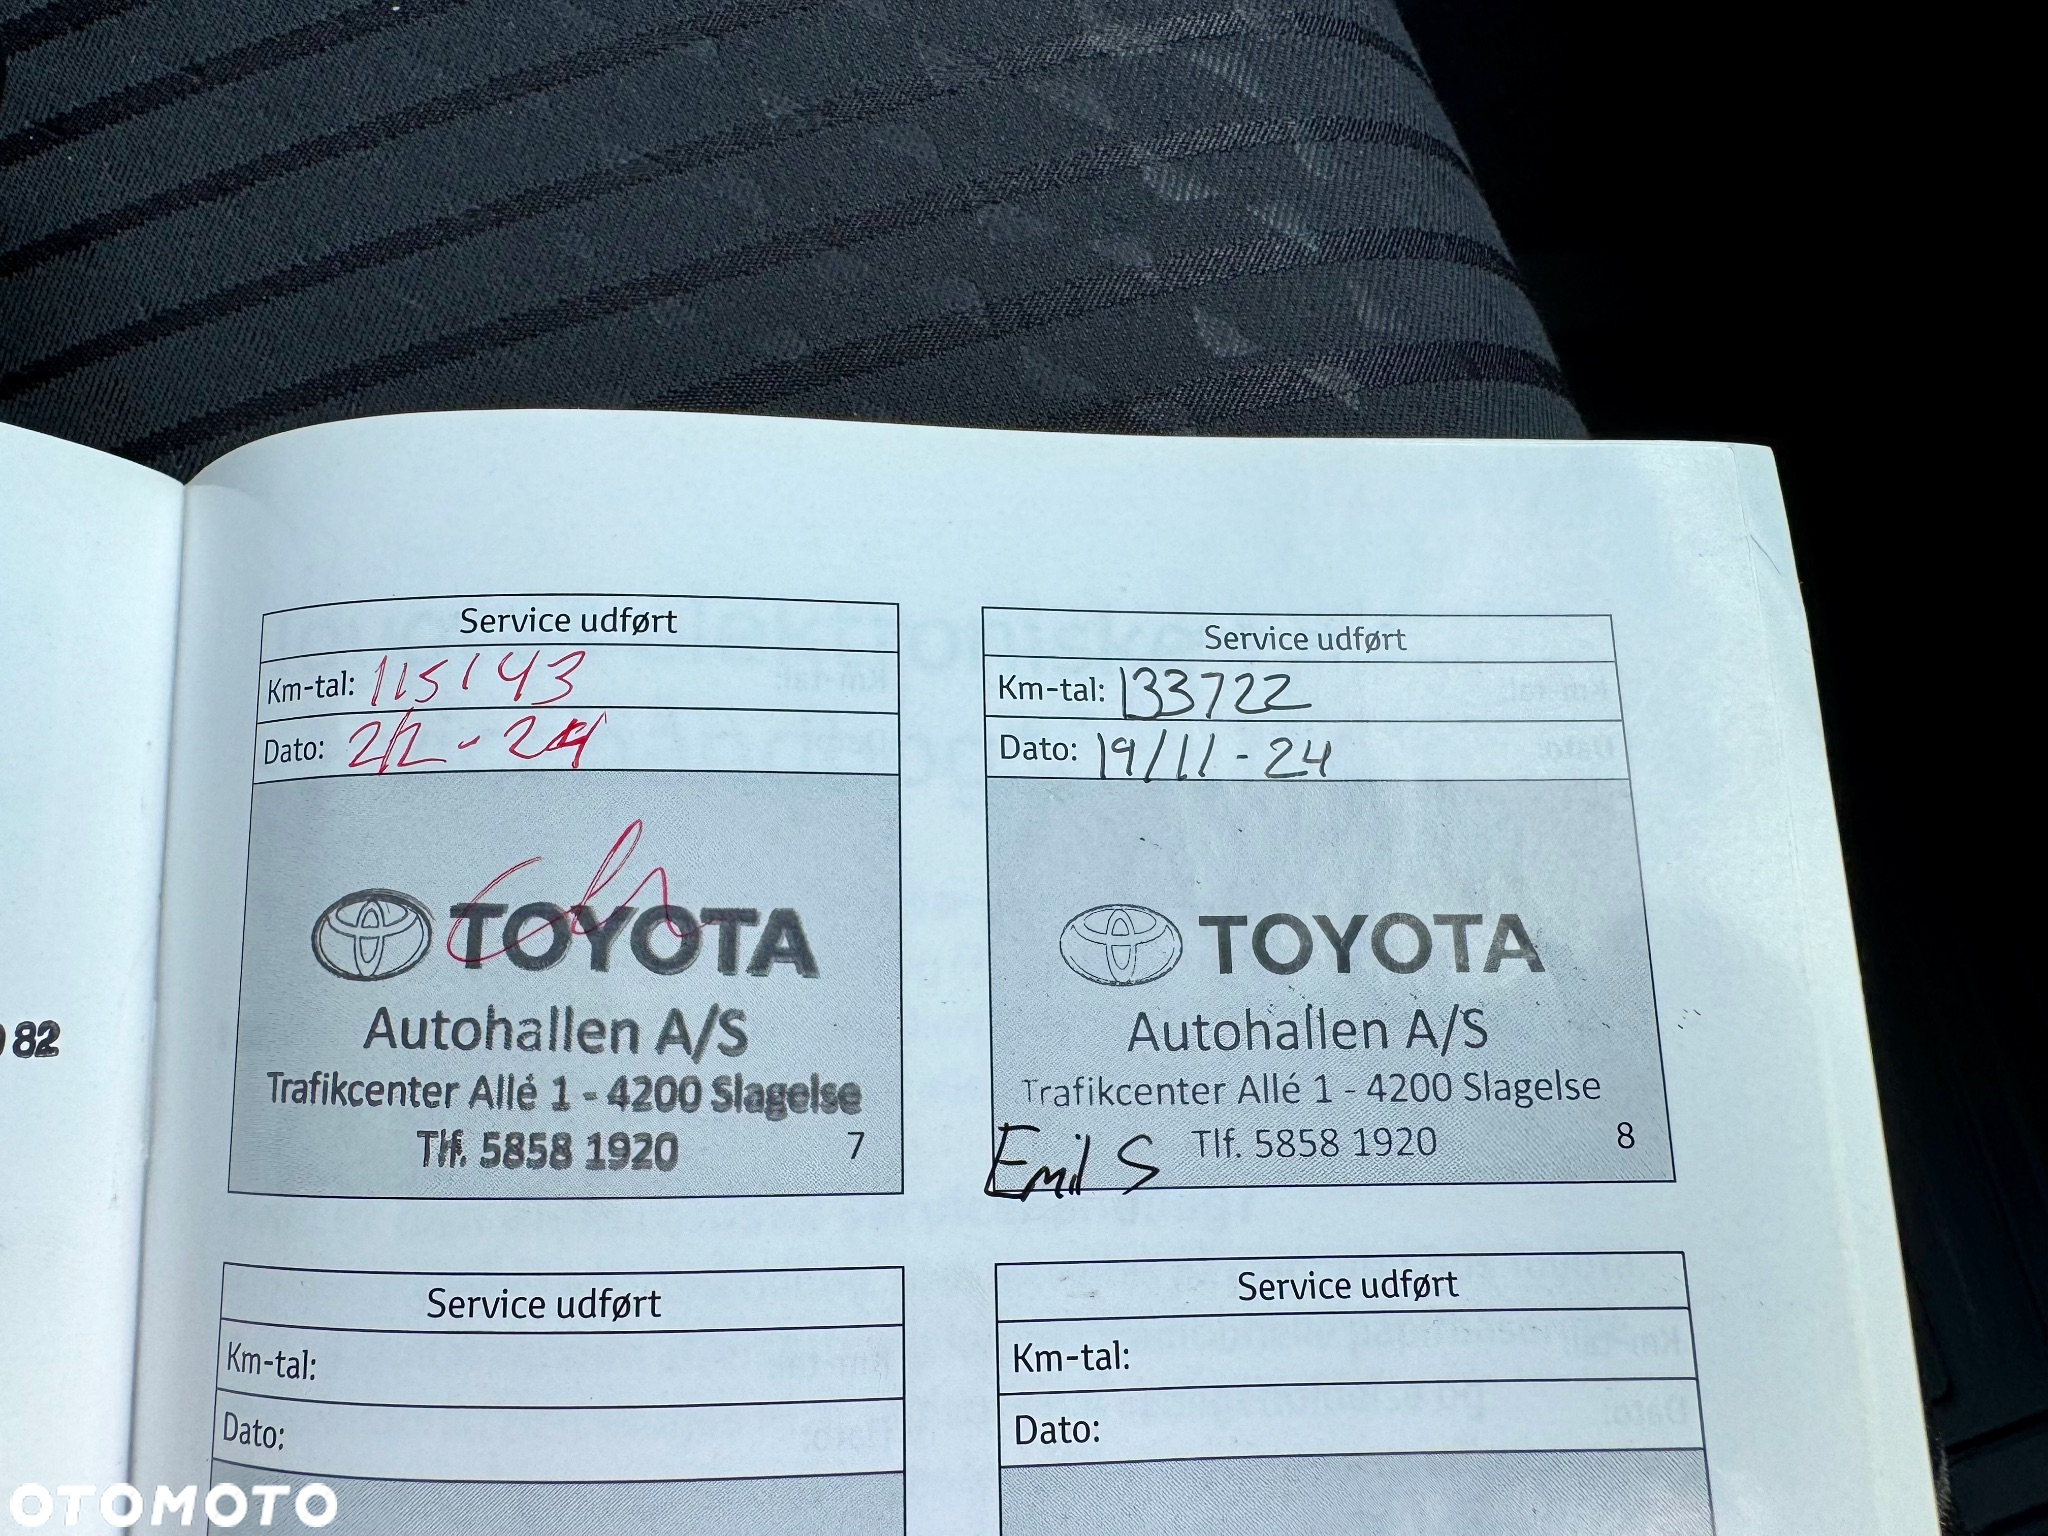 82
Service udført
Km-tal: 115143
Dato: 2/2 - 24
TOYOTA
Autohallen A/S
Trafikcenter Allé 1 - 4200 Slagelse
Tlf. 5858 1920
7
Service udført
Km-tal: 133722
Dato: 19/11 - 24
TOYOTA
Autohallen A/S
Trafikcenter Allé 1 - 4200 Slagelse
Tlf. 5858 1920
8
Emil S
Service udført
Km-tal:
Dato:
Service udført
Km-tal:
Dato:
OTOMOTO